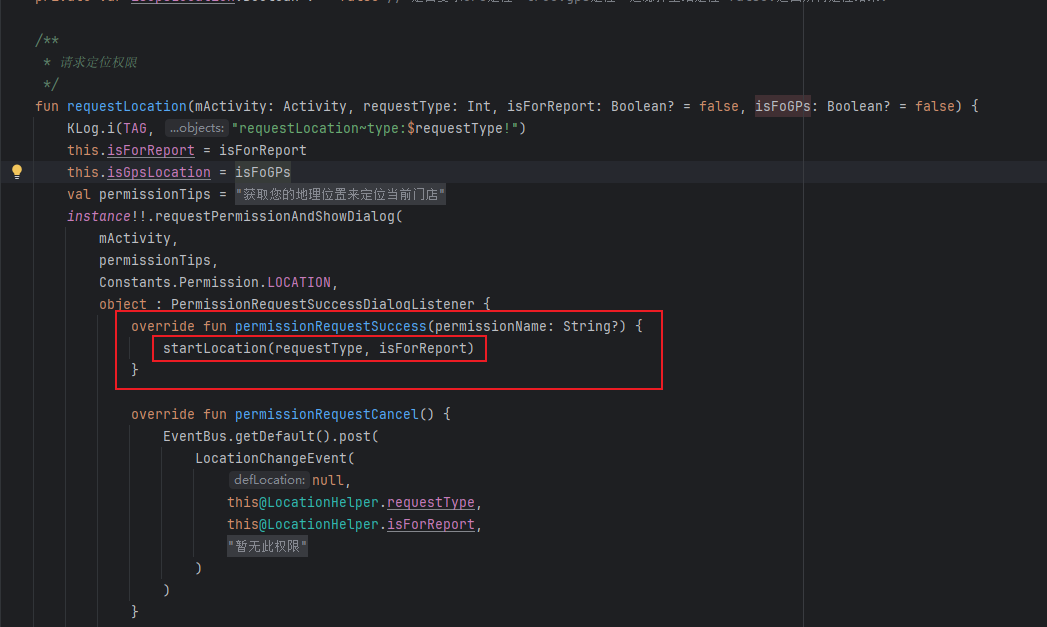 /**
* 请求定位权限
*/
fun requestLocation(mActivity: Activity, requestType: Int, isForReport: Boolean? = false, isFoGPs: Boolean? = false) {
KLog.i(TAG, ...objects: "requestLocation~type:$requestType!")
this.isForReport = isForReport
this.isGpsLocation = isFoGPs
val permissionTips = "获取您的地理位置来定位当前门店"
instance!!.requestPermissionAndShowDialog(
mActivity,
permissionTips,
Constants.Permission.LOCATION,
object : PermissionRequestSuccessDialogListener {
override fun permissionRequestSuccess(permissionName: String?) {
startLocation(requestType, isForReport)
}
override fun permissionRequestCancel() {
EventBus.getDefault().post(
LocationChangeEvent(
defLocation: null,
this@LocationHelper.requestType,
this@LocationHelper.isForReport,
"暂无此权限"
)
)
}